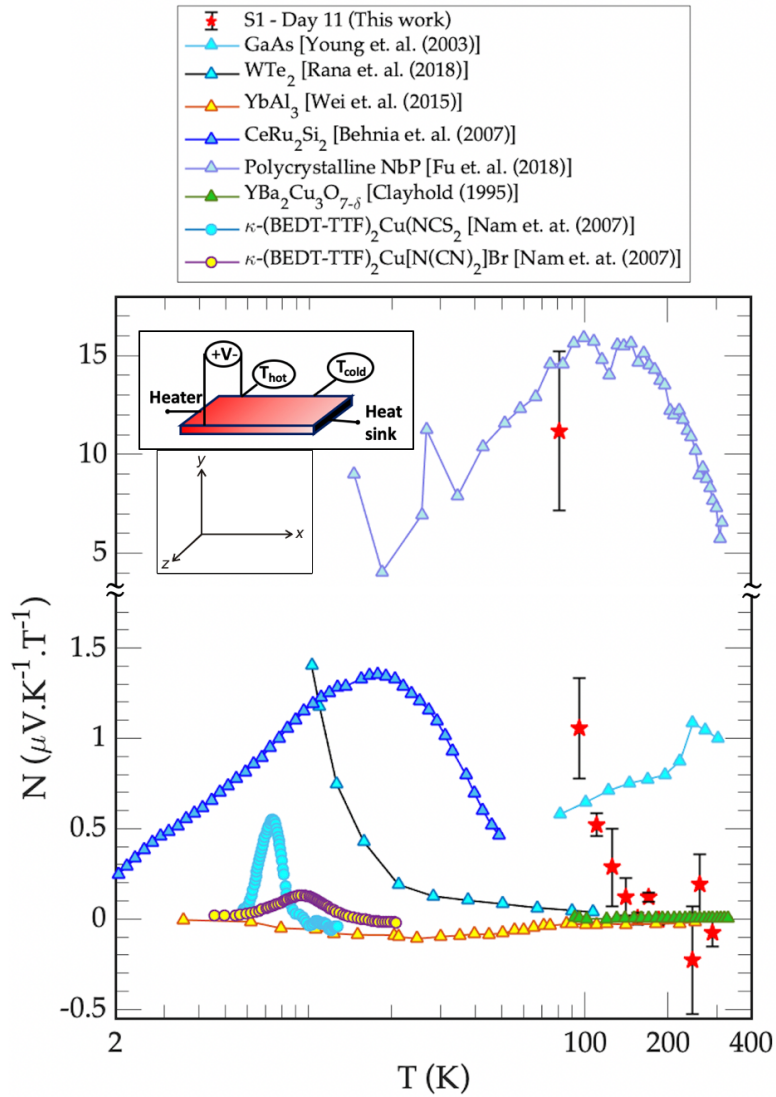 S1 - Day 11 (This work)
GaAs [Young et. al. (2003)]
WTe2 [Rana et. al. (2018)]
YbAl3 [Wei et. al. (2015)]
CeRu2Si2 [Behnia et. al. (2007)]
Polycrystalline NbP [Fu et. al. (2018)]
YBa2Cu3O7-δ [Clayhold (1995)]
κ-(BEDT-TTF)2Cu(NCS2 [Nam et. at. (2007)]
κ-(BEDT-TTF)2Cu[N(CN)2]Br [Nam et. at. (2007)]
+V-
Thot
Tcold
Heater
Heat
sink
y
x
z
15
10
5
1.5
1
0.5
0
-0.5
N (μV.K-1.T-1)
2
100
200
400
T (K)